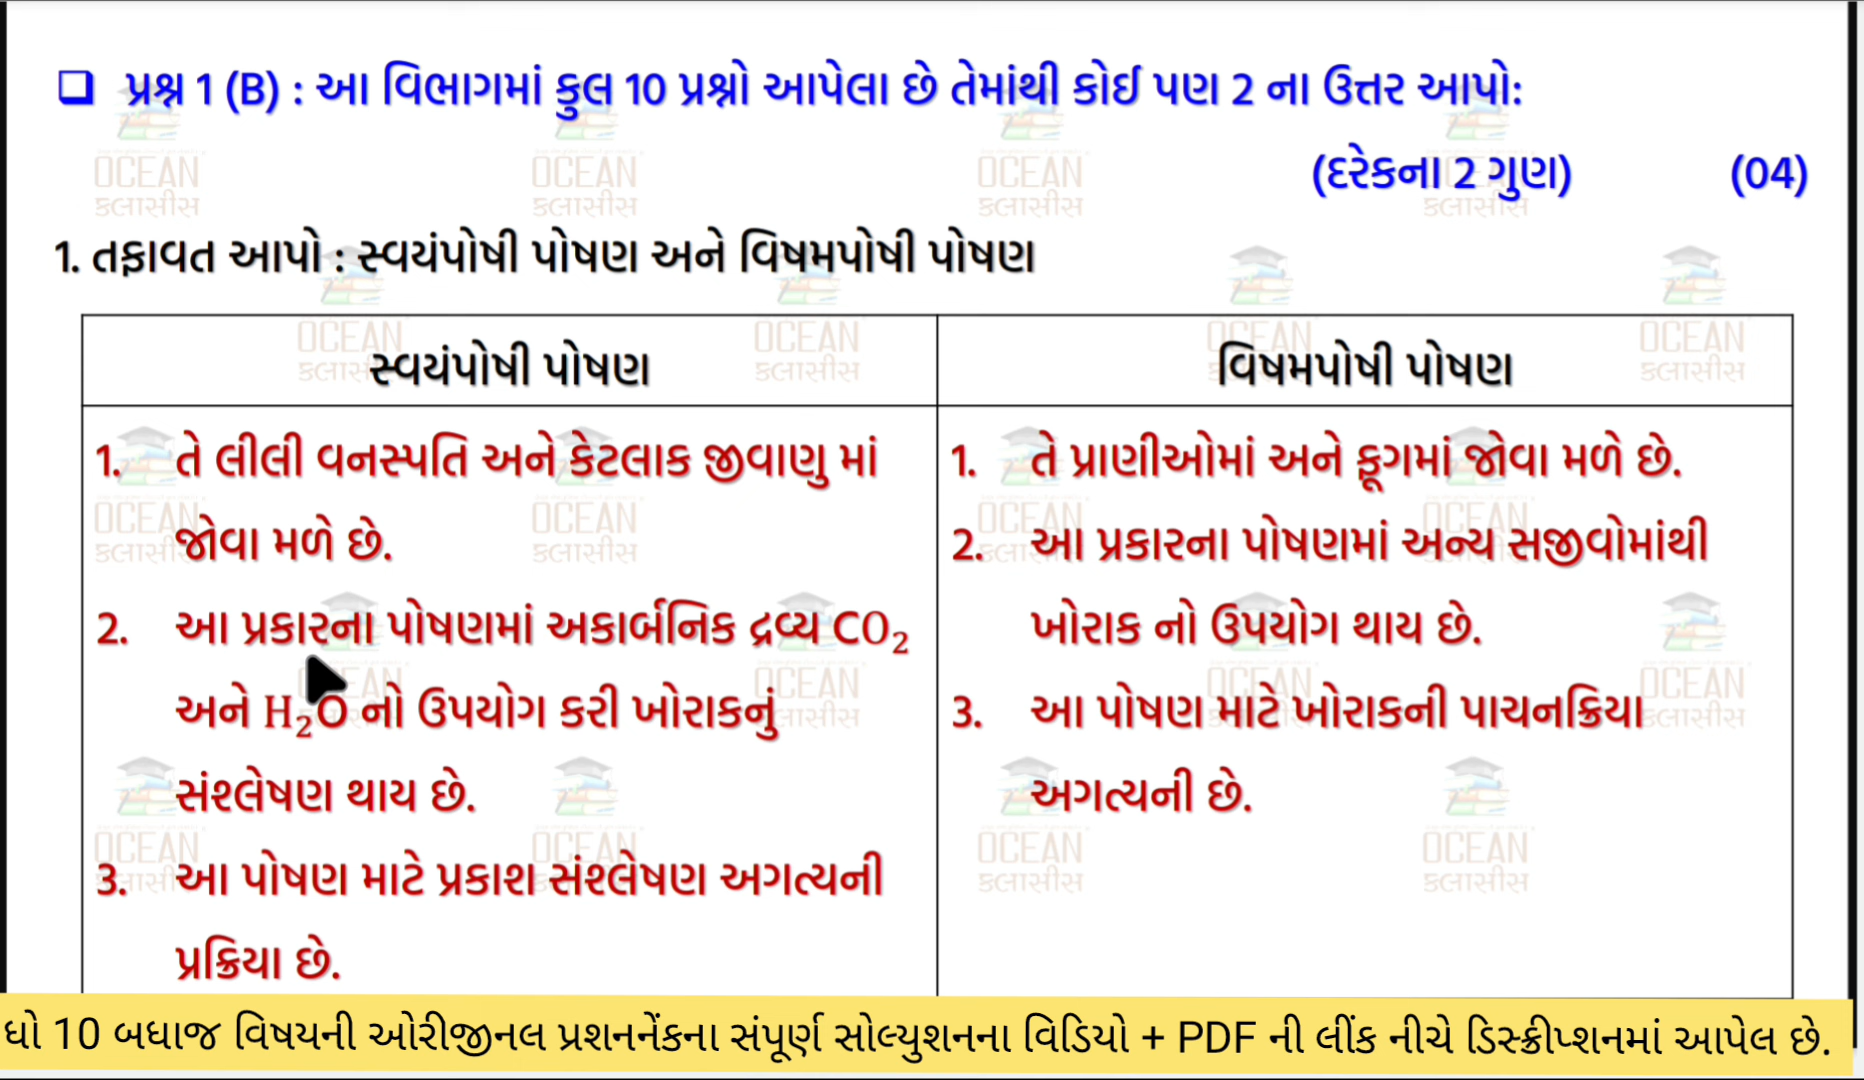 ❑ પ્રશ્ન 1 (B) : આ વિભાગમાં કુલ 10 પ્રશ્નો આપેલા છે તેમાંથી કોઈ પણ 2 ના ઉત્તર આપો:
(દરેકના 2 ગુણ) (04)
1. તફાવત આપો : સ્વયંપોષી પોષણ અને વિષમપોષી પોષણ
સ્વયંપોષી પોષણ
1. તે લીલી વનસ્પતિ અને કેટલાક જીવાણુ માં
જોવા મળે છે.
2. આ પ્રકારના પોષણમાં અકાર્બનિક દ્રવ્ય CO₂
અને H₂O નો ઉપયોગ કરી ખોરાકનું
સંશ્લેષણ થાય છે.
3. આ પોષણ માટે પ્રકાશ સંશ્લેષણ અગત્યની
પ્રક્રિયા છે.
વિષમપોષી પોષણ
1. તે પ્રાણીઓમાં અને ફૂગમાં જોવા મળે છે.
2. આ પ્રકારના પોષણમાં અન્ય સજીવોમાંથી
ખોરાક નો ઉપયોગ થાય છે.
3. આ પોષણ માટે ખોરાકની પાચનક્રિયા
અગત્યની છે.
ધો 10 બધાજ વિષયની ઓરીજીનલ પ્રશનનેંકના સંપૂર્ણ સોલ્યુશનના વિડિયો + PDF ની લીંક નીચે ડિસ્ક્રીપ્શનમાં આપેલ છે.
OCEAN
ક્લાસીસ